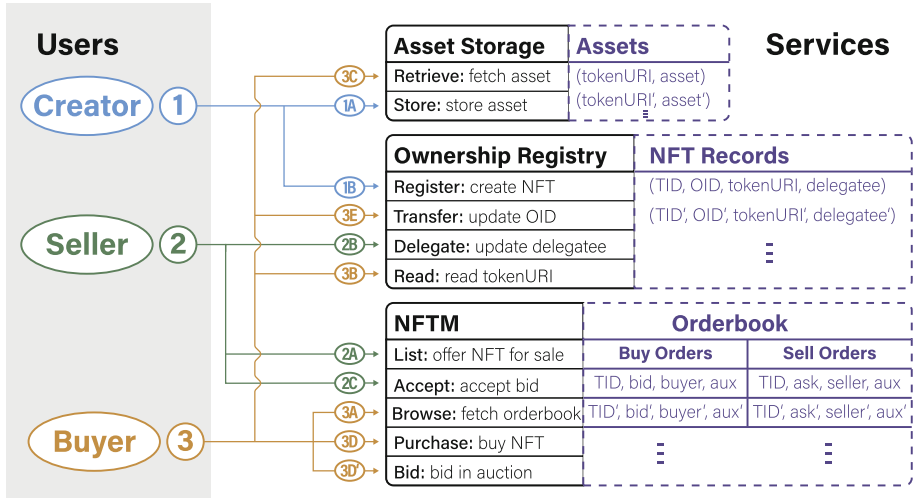 Users
Services
Creator 1
Seller 2
Buyer 3
Asset Storage Assets
3C Retrieve: fetch asset (tokenURI, asset)
1A Store: store asset (tokenURI', asset')
Ownership Registry NFT Records
1B Register: create NFT (TID, OID, tokenURI, delegatee)
3E Transfer: update OID (TID', OID', tokenURI', delegatee')
2B Delegate: update delegatee
3B Read: read tokenURI
NFTM Orderbook
2A List: offer NFT for sale Buy Orders Sell Orders
2C Accept: accept bid TID, bid, buyer, aux TID, ask, seller, aux
3A Browse: fetch orderbook TID', bid', buyer', aux' TID', ask', seller', aux'
3D Purchase: buy NFT
3D' Bid: bid in auction